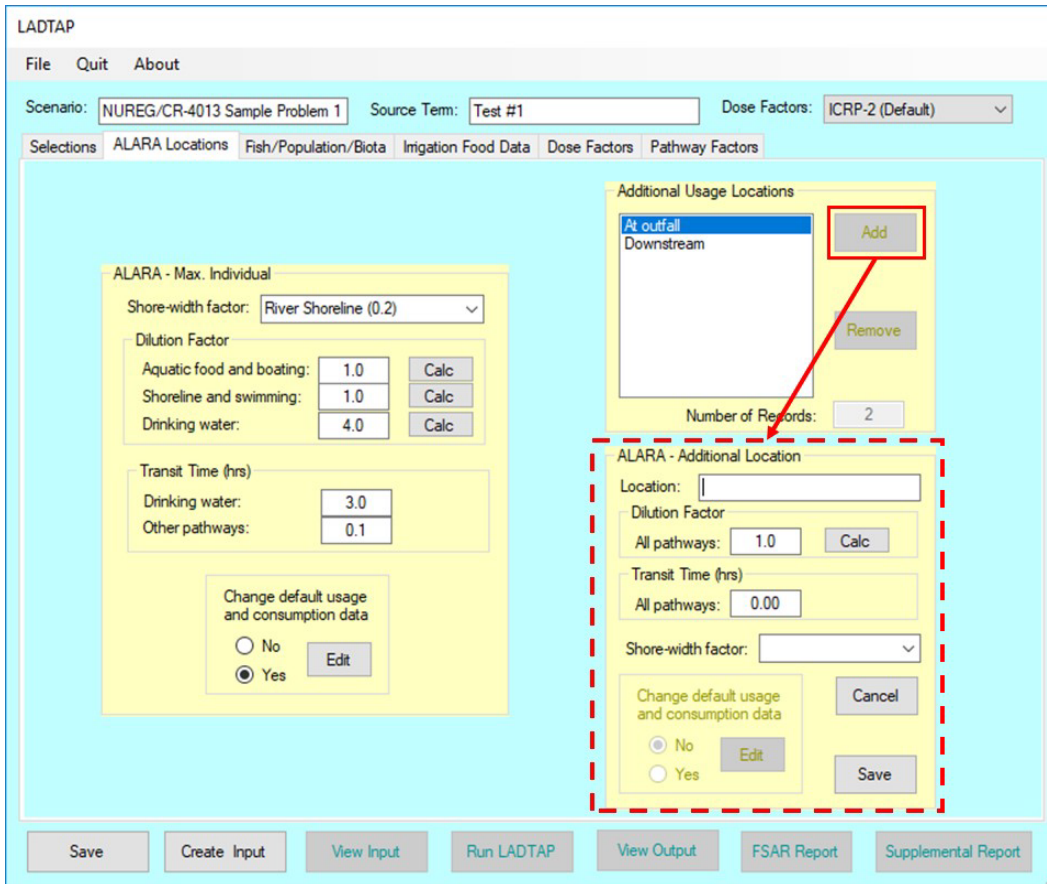 LADTAP
File Quit About
Scenario: NUREG/CR-4013 Sample Problem 1 Source Term: Test #1 Dose Factors: ICRP-2 (Default)
Selections ALARA Locations Fish/Population/Biota Irrigation Food Data Dose Factors Pathway Factors
ALARA - Max. Individual
Shore-width factor: River Shoreline (0.2)
Dilution Factor
Aquatic food and boating: 1.0 Calc
Shoreline and swimming: 1.0 Calc
Drinking water: 4.0 Calc
Transit Time (hrs)
Drinking water: 3.0
Other pathways: 0.1
Change default usage
and consumption data
No
Yes
Edit
Additional Usage Locations
At outfall
Downstream
Add
Remove
Number of Records: 2
ALARA - Additional Location
Location:
Dilution Factor
All pathways: 1.0 Calc
Transit Time (hrs)
All pathways: 0.00
Shore-width factor:
Change default usage
and consumption data
No
Yes
Edit
Cancel
Save
Save Create Input View Input Run LADTAP View Output FSAR Report Supplemental Report